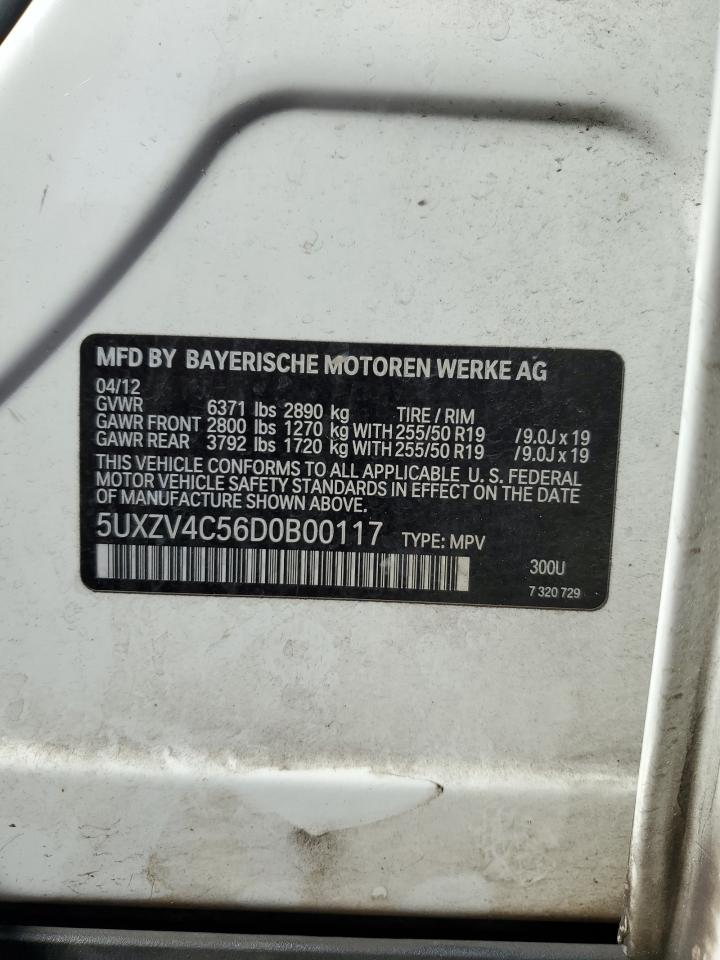 MFD BY BAYERISCHE MOTOREN WERKE AG
04/12
GVWR 6371 lbs 2890 kg TIRE / RIM
GAWR FRONT 2800 lbs 1270 kg WITH 255/50 R19 /9.0J x 19
GAWR REAR 3792 lbs 1720 kg WITH 255/50 R19 /9.0J x 19
THIS VEHICLE CONFORMS TO ALL APPLICABLE U. S. FEDERAL
MOTOR VEHICLE SAFETY STANDARDS IN EFFECT ON THE DATE
OF MANUFACTURE SHOWN ABOVE.
5UXZV4C56D0B00117 TYPE: MPV
300U
7 320 729